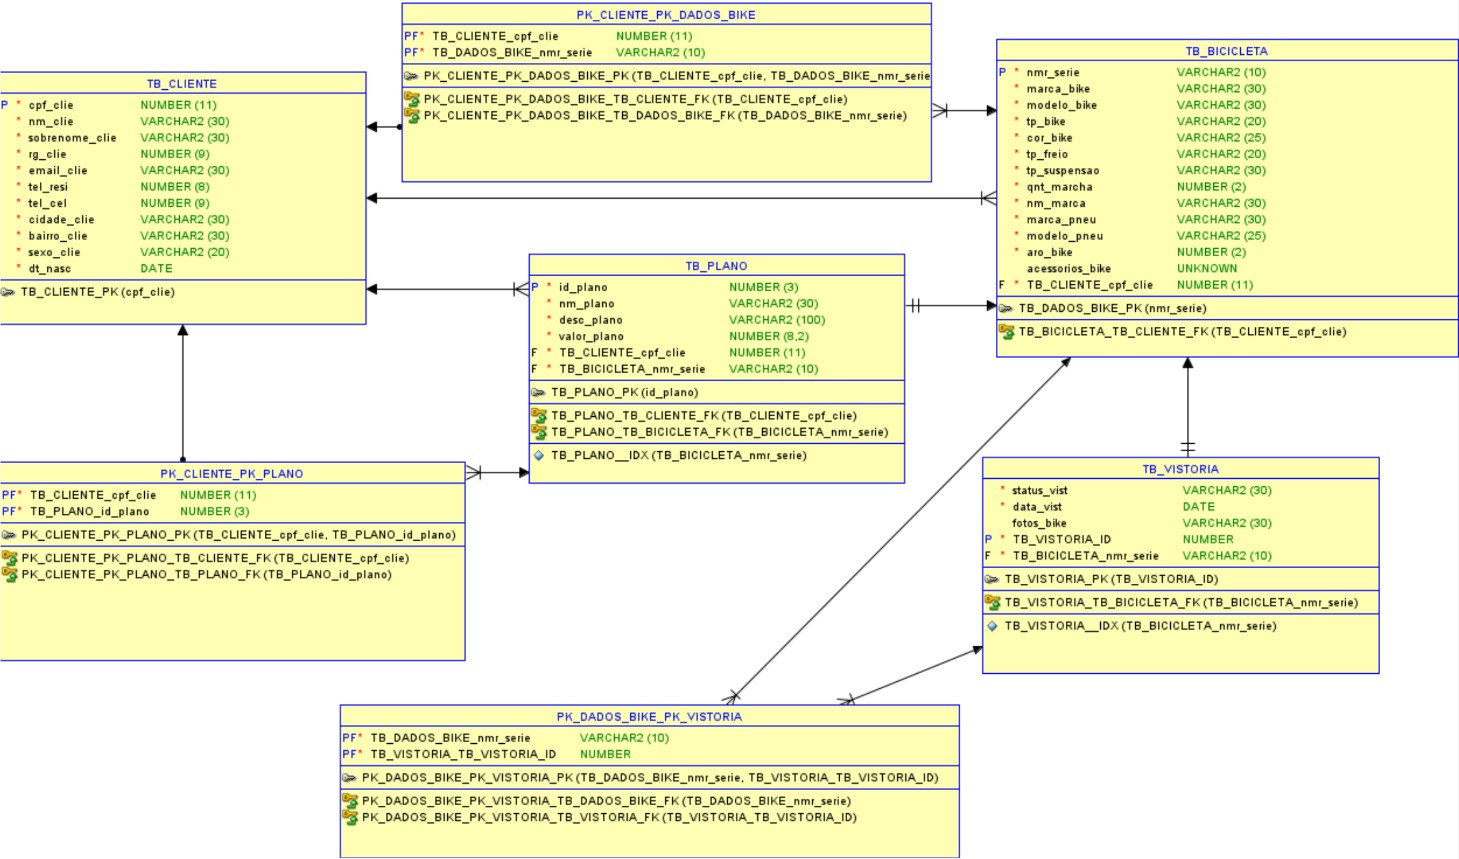 PK_CLIENTE_PK_DADOS_BIKE
PF* TB_CLIENTE_cpf_clie NUMBER (11)
PF* TB_DADOS_BIKE_nmr_serie VARCHAR2 (10)
PK_CLIENTE_PK_DADOS_BIKE_PK (TB_CLIENTE_cpf_clie, TB_DADOS_BIKE_nmr_serie
PK_CLIENTE_PK_DADOS_BIKE_TB_CLIENTE_FK (TB_CLIENTE_cpf_clie)
PK_CLIENTE_PK_DADOS_BIKE_TB_DADOS_BIKE_FK (TB_DADOS_BIKE_nmr_serie)
TB_CLIENTE
P * cpf_clie NUMBER (11)
* nm_clie VARCHAR2 (30)
* sobrenome_clie VARCHAR2 (30)
* rg_clie NUMBER (9)
* email_clie VARCHAR2 (30)
* tel_resi NUMBER (8)
* tel_cel NUMBER (9)
* cidade_clie VARCHAR2 (30)
* bairro_clie VARCHAR2 (30)
* sexo_clie VARCHAR2 (20)
* dt_nasc DATE
TB_CLIENTE_PK (cpf_clie)
TB_BICICLETA
P * nmr_serie VARCHAR2 (10)
* marca_bike VARCHAR2 (30)
* modelo_bike VARCHAR2 (30)
* tp_bike VARCHAR2 (20)
* cor_bike VARCHAR2 (25)
* tp_freio VARCHAR2 (20)
* tp_suspensao VARCHAR2 (30)
* qnt_marcha NUMBER (2)
* nm_marca VARCHAR2 (30)
* marca_pneu VARCHAR2 (30)
* modelo_pneu VARCHAR2 (25)
* aro_bike NUMBER (2)
acessorios_bike UNKNOWN
F * TB_CLIENTE_cpf_clie NUMBER (11)
TB_DADOS_BIKE_PK (nmr_serie)
TB_BICICLETA_TB_CLIENTE_FK (TB_CLIENTE_cpf_clie)
TB_PLANO
P * id_plano NUMBER (3)
* nm_plano VARCHAR2 (30)
* desc_plano VARCHAR2 (100)
* valor_plano NUMBER (8,2)
F * TB_CLIENTE_cpf_clie NUMBER (11)
F * TB_BICICLETA_nmr_serie VARCHAR2 (10)
TB_PLANO_PK (id_plano)
TB_PLANO_TB_CLIENTE_FK (TB_CLIENTE_cpf_clie)
TB_PLANO_TB_BICICLETA_FK (TB_BICICLETA_nmr_serie)
TB_PLANO__IDX (TB_BICICLETA_nmr_serie)
PK_CLIENTE_PK_PLANO
PF* TB_CLIENTE_cpf_clie NUMBER (11)
PF* TB_PLANO_id_plano NUMBER (3)
PK_CLIENTE_PK_PLANO_PK (TB_CLIENTE_cpf_clie, TB_PLANO_id_plano)
PK_CLIENTE_PK_PLANO_TB_CLIENTE_FK (TB_CLIENTE_cpf_clie)
PK_CLIENTE_PK_PLANO_TB_PLANO_FK (TB_PLANO_id_plano)
TB_VISTORIA
* status_vist VARCHAR2 (30)
* data_vist DATE
fotos_bike VARCHAR2 (30)
P * TB_VISTORIA_ID NUMBER
F * TB_BICICLETA_nmr_serie VARCHAR2 (10)
TB_VISTORIA_PK (TB_VISTORIA_ID)
TB_VISTORIA_TB_BICICLETA_FK (TB_BICICLETA_nmr_serie)
TB_VISTORIA__IDX (TB_BICICLETA_nmr_serie)
PK_DADOS_BIKE_PK_VISTORIA
PF* TB_DADOS_BIKE_nmr_serie VARCHAR2 (10)
PF* TB_VISTORIA_TB_VISTORIA_ID NUMBER
PK_DADOS_BIKE_PK_VISTORIA_PK (TB_DADOS_BIKE_nmr_serie, TB_VISTORIA_TB_VISTORIA_ID)
PK_DADOS_BIKE_PK_VISTORIA_TB_DADOS_BIKE_FK (TB_DADOS_BIKE_nmr_serie)
PK_DADOS_BIKE_PK_VISTORIA_TB_VISTORIA_FK (TB_VISTORIA_TB_VISTORIA_ID)